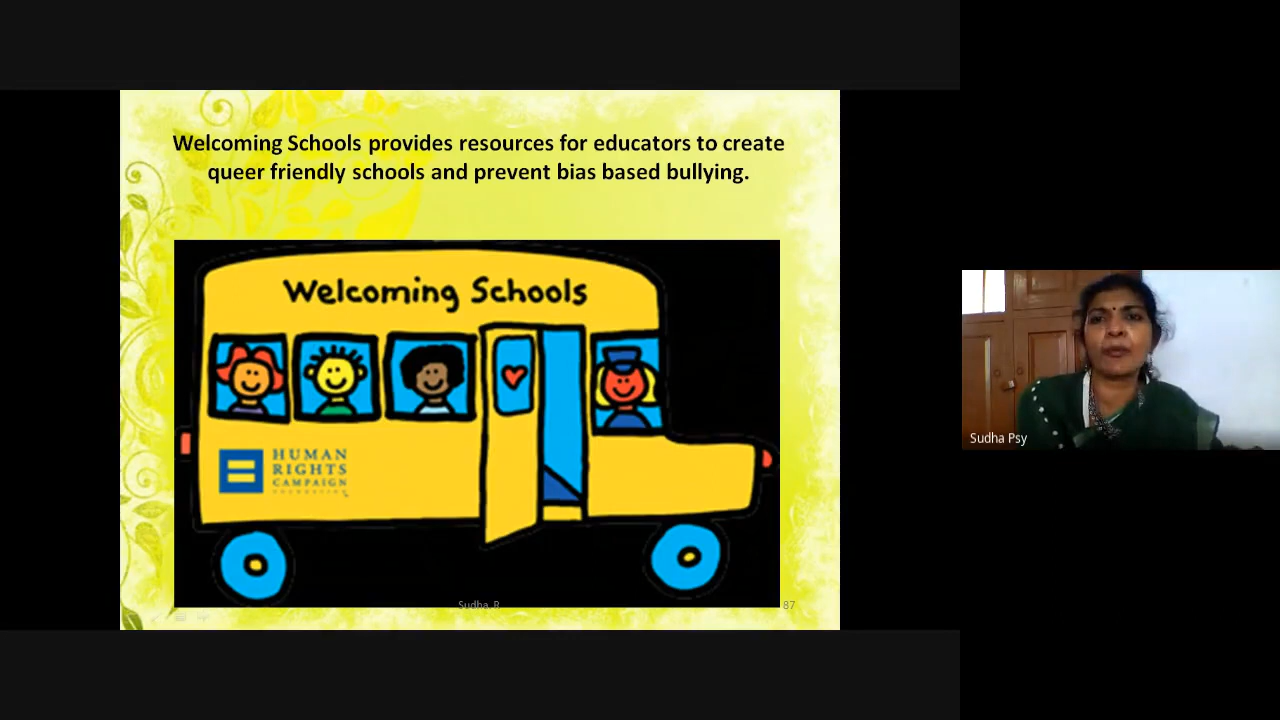 Welcoming Schools provides resources for educators to create
queer friendly schools and prevent bias based bullying.
Welcoming Schools
HUMAN
RIGHTS
CAMPAIGN
FOUNDATION
Sudha R
87
Sudha Psy